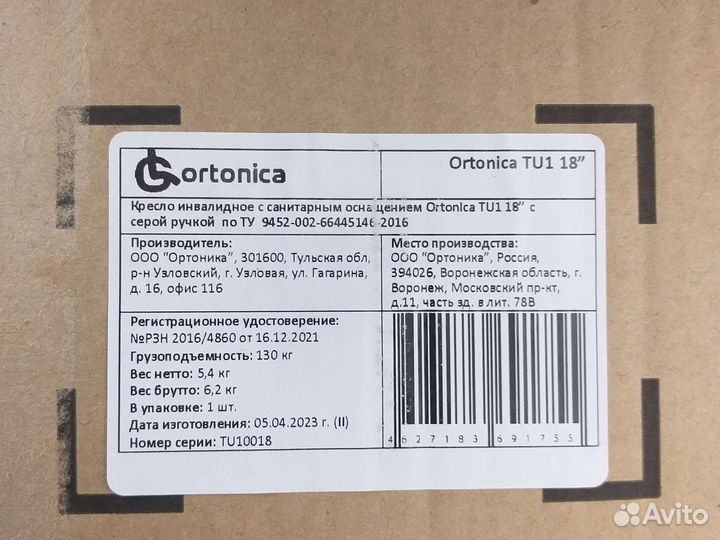 ortonica
Ortonica TU1 18”
Кресло инвалидное с санитарным оснащением Ortonica TU1 18” с
серой ручкой по ТУ 9452-002-66445146-2016
Производитель:
ООО “Ортоника”, 301600, Тульская обл,
р-н Узловский, г. Узловая, ул. Гагарина,
д. 16, офис 116
Место производства:
ООО “Ортоника”, Россия,
394026, Воронежская область, г.
Воронеж, Московский пр-кт,
д.11, часть зд. в лит. 78В
Регистрационное удостоверение:
№РЗН 2016/4860 от 16.12.2021
Грузоподъемность: 130 кг
Вес нетто: 5,4 кг
Вес брутто: 6,2 кг
В упаковке: 1 шт.
Дата изготовления: 05.04.2023 г. (II)
Номер серии: TU10018
4 627183 691755
Avito